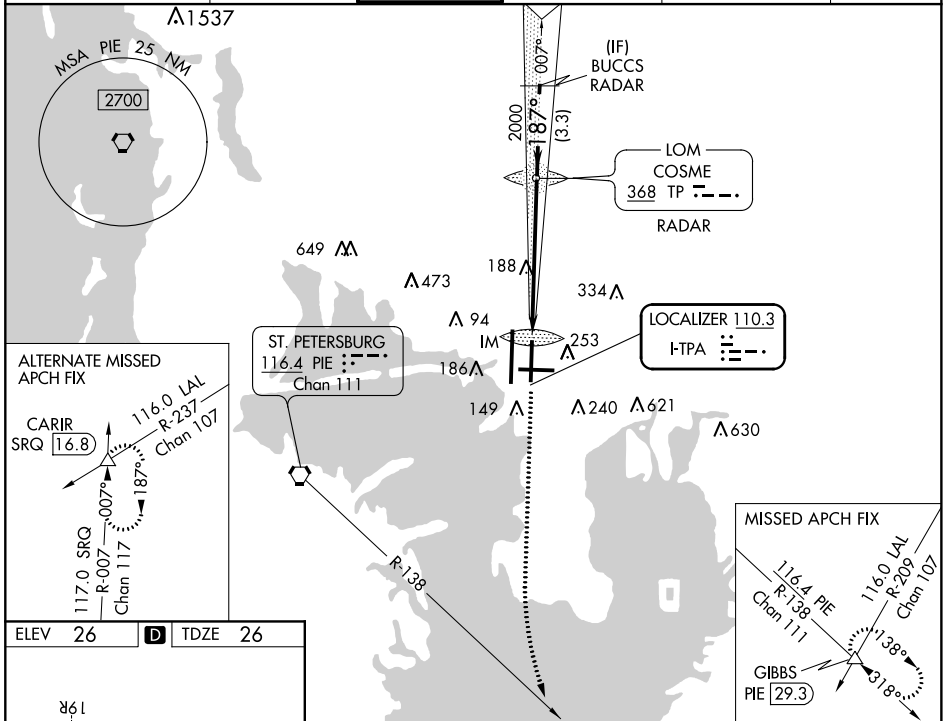 1537
MSA PIE 25 NM
2700
007°
(IF)
BUCCS
RADAR
2000
187°
(3.3)
LOM
COSME
368 TP
RADAR
649
473
188
334
94
IM
253
LOCALIZER 110.3
I-TPA
ST. PETERSBURG
116.4 PIE
Chan 111
186
149
240
621
630
ALTERNATE MISSED
APCH FIX
CARIR
SRQ 16.8
116.0 LAL
R-237
Chan 107
007°
187°
117.0 SRQ
R-007
Chan 117
R-138
MISSED APCH FIX
116.4 PIE
R-138
Chan 111
116.0 LAL
R-209
Chan 107
GIBBS
PIE 29.3
138°
318°
ELEV 26 D TDZE 26
19R